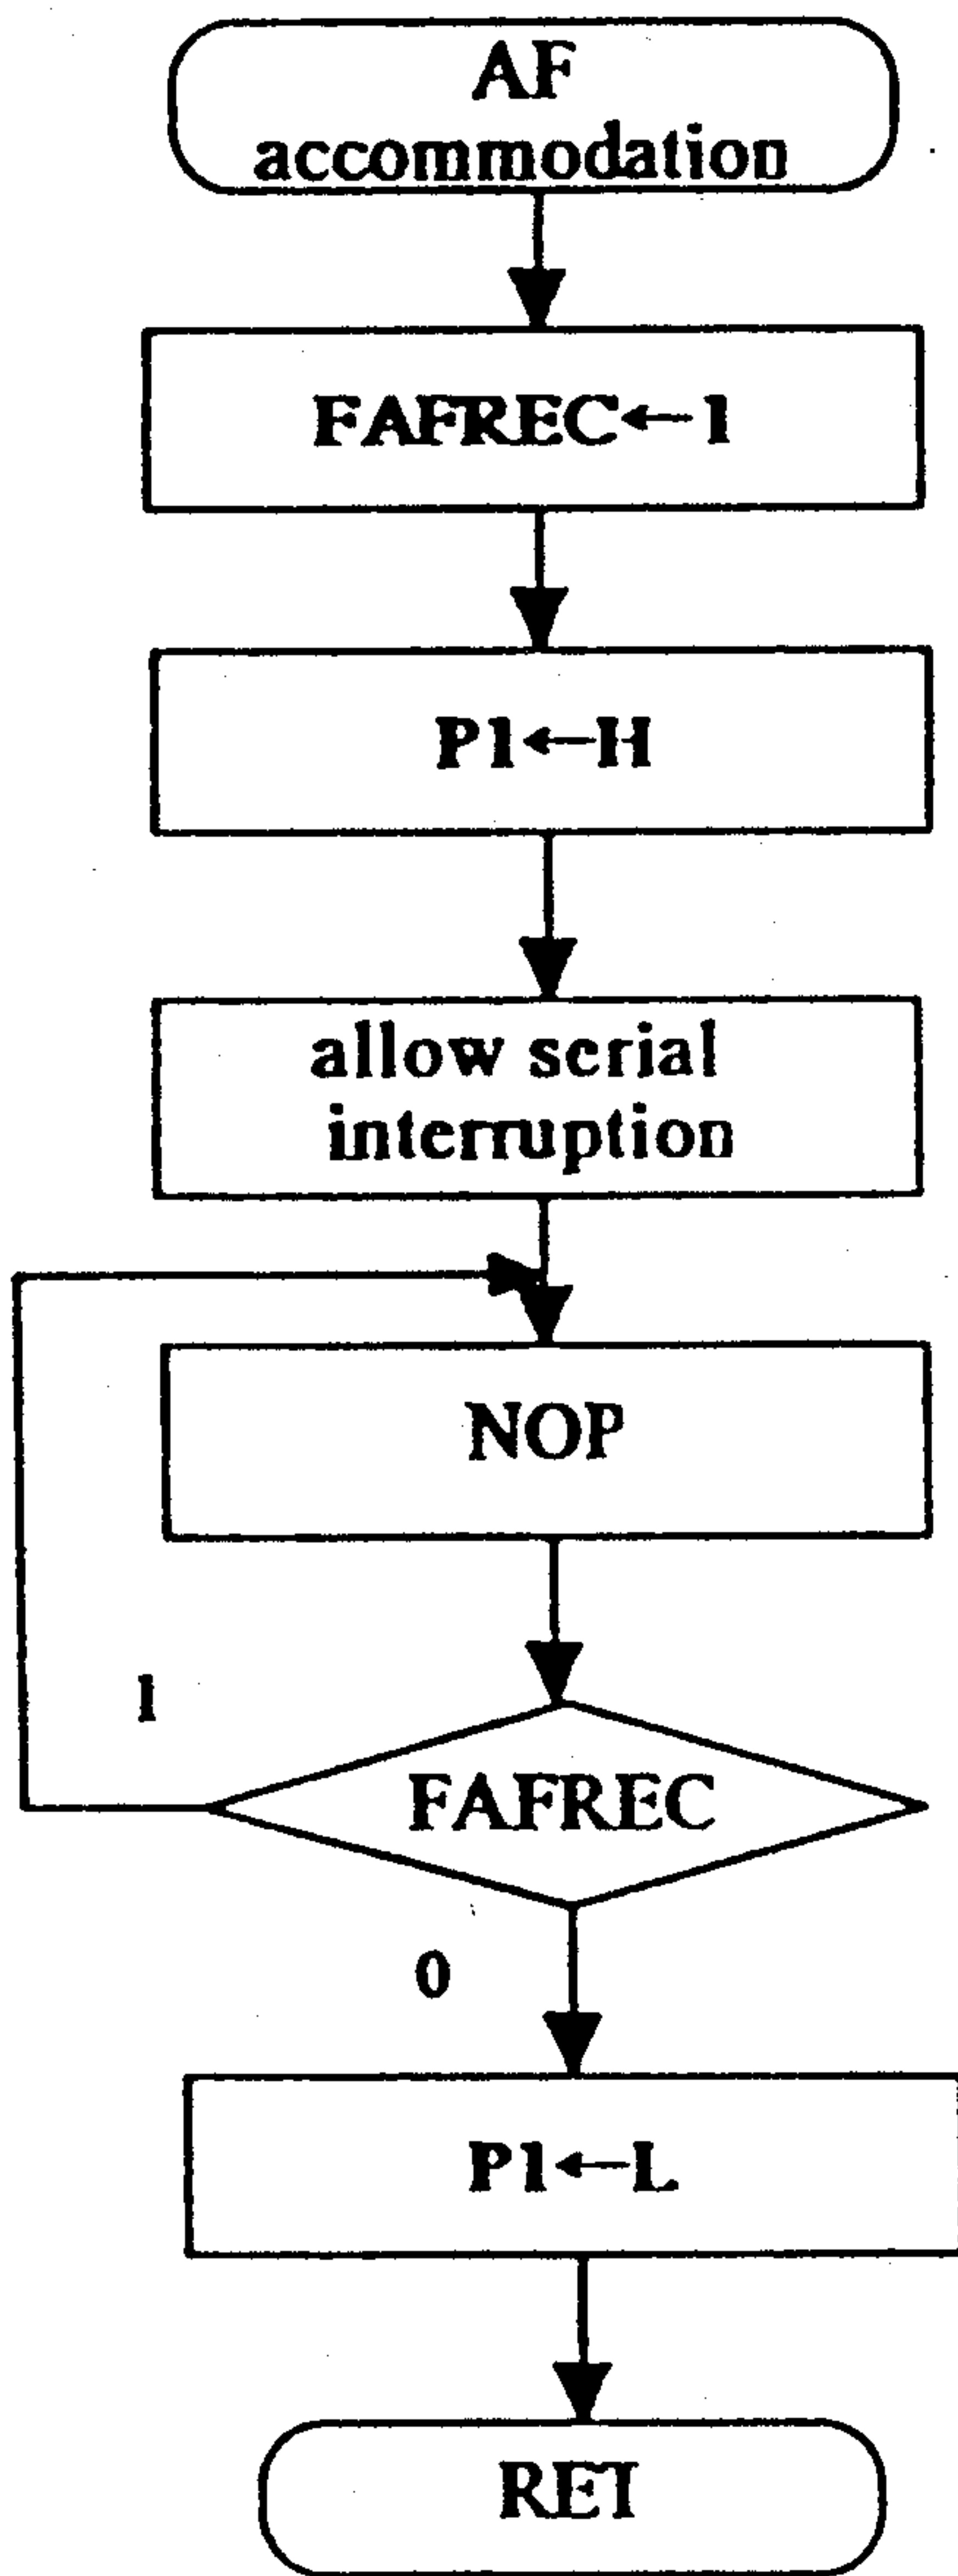 AF
accommodation
FAFREC←1
P1←H
allow serial
interruption
NOP
1
FAFREC
0
P1←L
RET